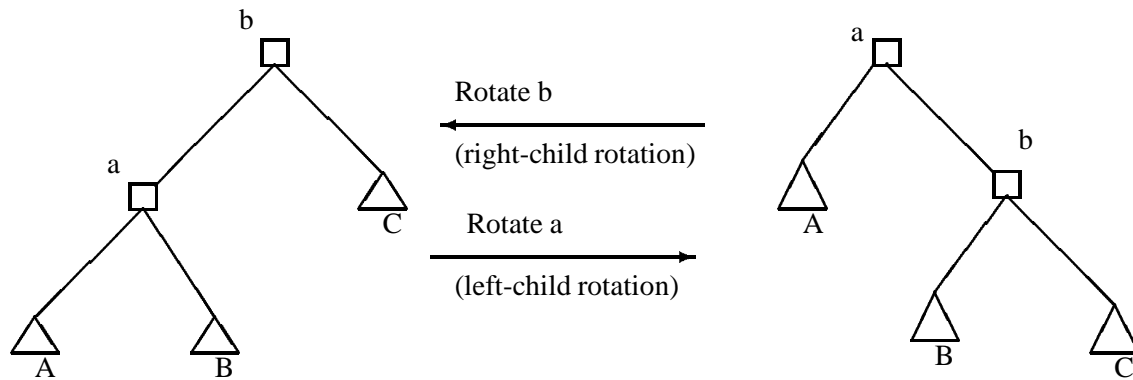 b
a
Rotate b
(right-child rotation)
a
b
C
A
Rotate a
(left-child rotation)
A
B
B
C